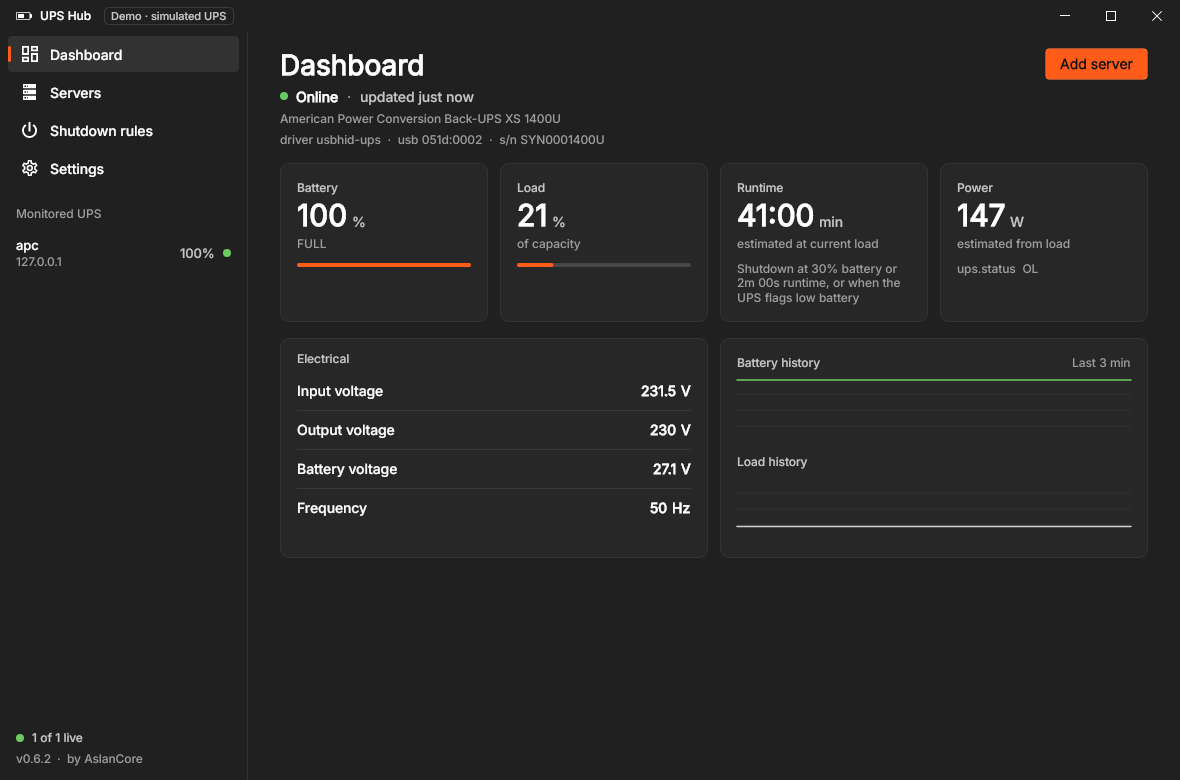 UPS Hub
Demo · simulated UPS
Dashboard
Servers
Shutdown rules
Settings
Monitored UPS
apc
127.0.0.1
100%
1 of 1 live
v0.6.2 · by AslanCore
Dashboard
Add server
Online · updated just now
American Power Conversion Back-UPS XS 1400U
driver usbhid-ups · usb 051d:0002 · s/n SYN0001400U
Battery
100 %
FULL
Load
21 %
of capacity
Runtime
41:00 min
estimated at current load
Shutdown at 30% battery or
2m 00s runtime, or when the
UPS flags low battery
Power
147 W
estimated from load
ups.status OL
Electrical
Input voltage 231.5 V
Output voltage 230 V
Battery voltage 27.1 V
Frequency 50 Hz
Battery history Last 3 min
Load history